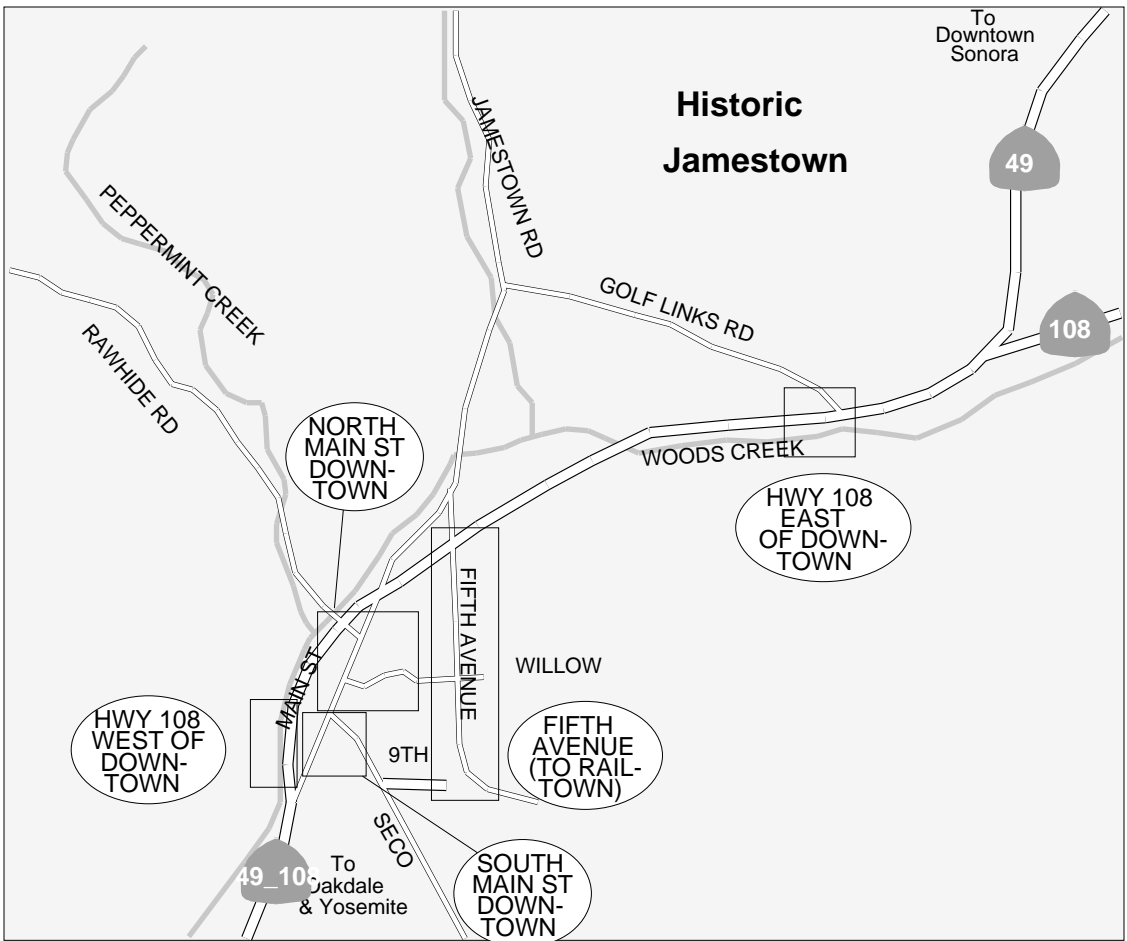 To
Downtown
Sonora
Historic
Jamestown
49
108
JAMESTOWN RD
GOLF LINKS RD
PEPPERMINT CREEK
RAWHIDE RD
WOODS CREEK
NORTH
MAIN ST
DOWN-
TOWN
HWY 108
EAST
OF DOWN-
TOWN
FIFTH AVENUE
WILLOW
MAIN ST
HWY 108
WEST OF
DOWN-
TOWN
9TH
FIFTH
AVENUE
(TO RAIL-
TOWN)
SECO
49_108
To
Oakdale
& Yosemite
SOUTH
MAIN ST
DOWN-
TOWN